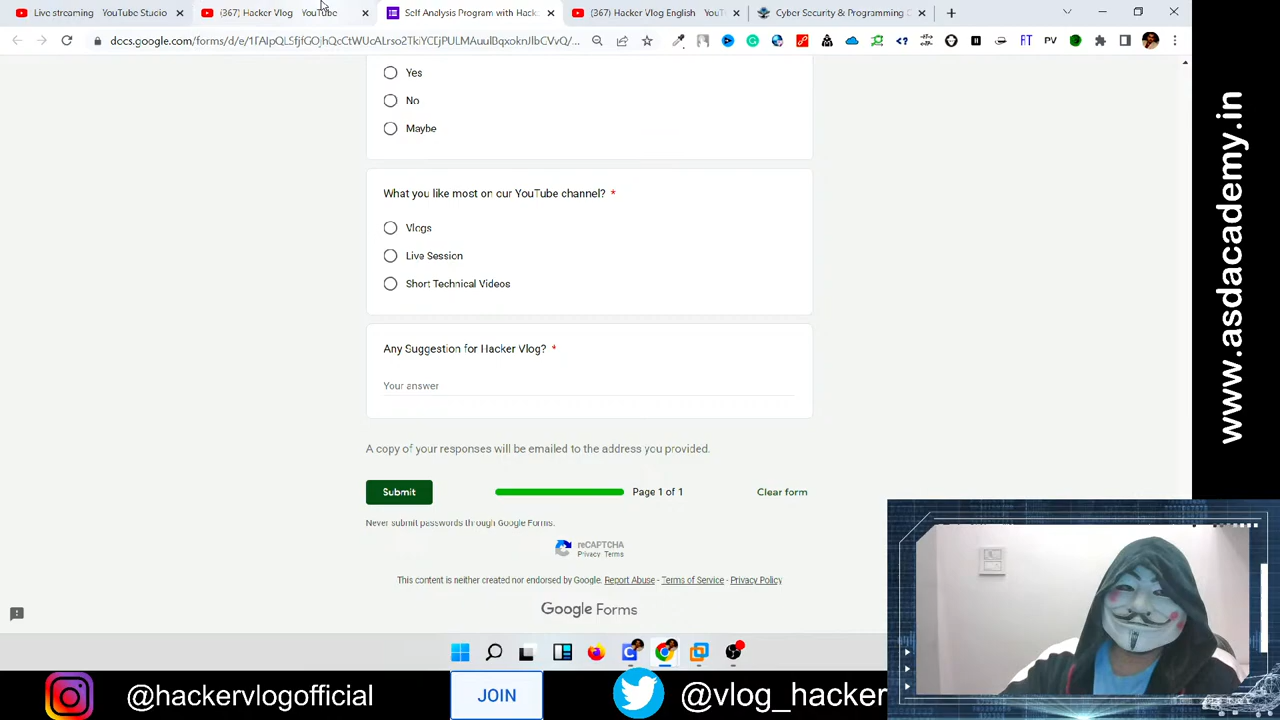 Live streaming - YouTube Studio
(367) Hacker Vlog - YouTube
Self Analysis Program with Hack
(367) Hacker Vlog English - YouTu
Cyber Security & Programming C
docs.google.com/forms/d/e/
Yes
No
Maybe
What you like most on our YouTube channel? *
Vlogs
Live Session
Short Technical Videos
Any Suggestion for Hacker Vlog? *
Your answer
A copy of your responses will be emailed to the address you provided.
Submit
Page 1 of 1
Clear form
Never submit passwords through Google Forms.
reCAPTCHA
Privacy Terms
This content is neither created nor endorsed by Google. Report Abuse - Terms of Service - Privacy Policy
Google Forms
www.asdacademy.in
@hackervlogofficial
JOIN
@vlog_hacker